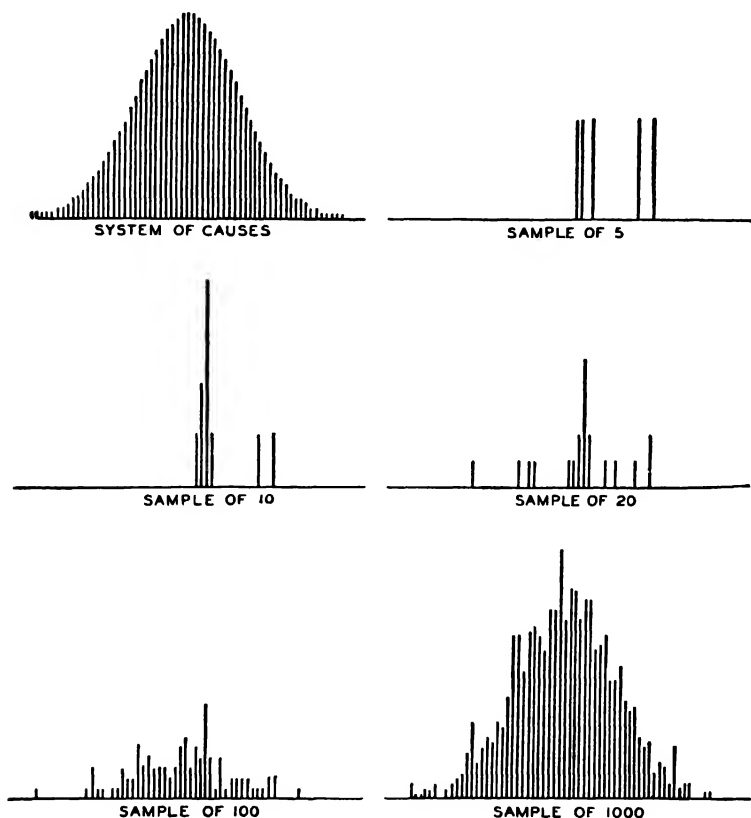 SYSTEM OF CAUSES
SAMPLE OF 5
SAMPLE OF 10
SAMPLE OF 20
SAMPLE OF 100
SAMPLE OF 1000